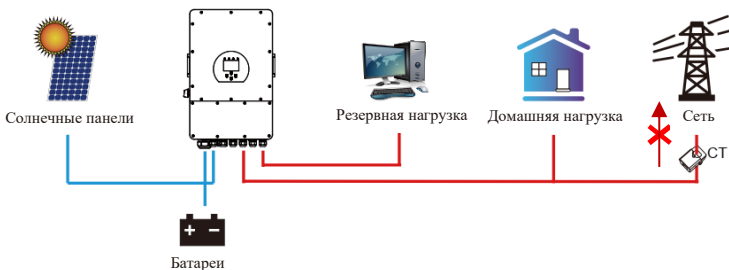 Солнечные панели
Резервная нагрузка
Домашняя нагрузка
Сеть
CT
Батареи